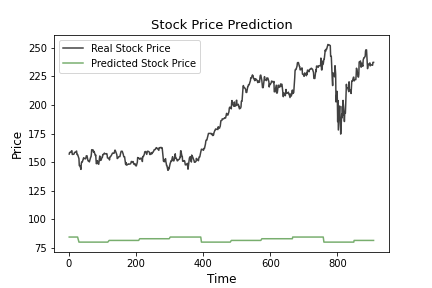 Stock Price Prediction
Real Stock Price
Predicted Stock Price
Price
250
225
200
175
150
125
100
75
0 200 400 600 800
Time